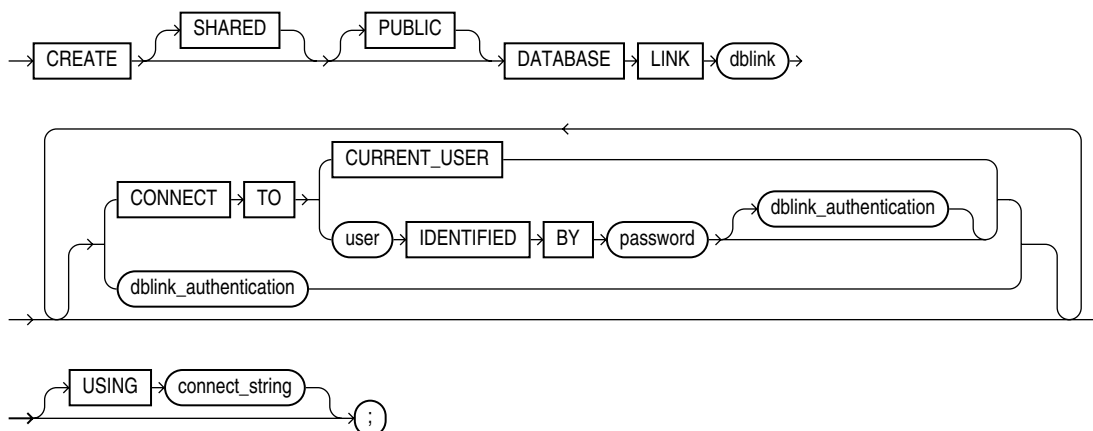 SHARED PUBLIC
CREATE DATABASE LINK dblink
CURRENT_USER
CONNECT TO dblink_authentication
user IDENTIFIED BY password
dblink_authentication
USING connect_string
;